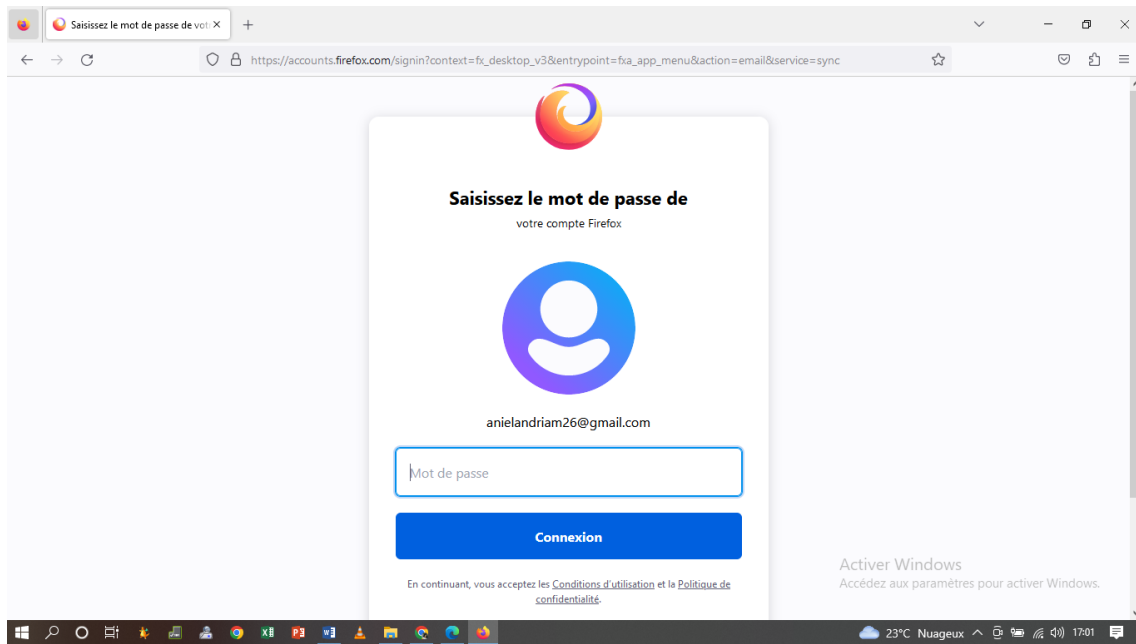 Saisissez le mot de passe de vot
https://accounts.firefox.com/signin?context=fx_desktop_v3&entrypoint=fxa_app_menu&action=email&service=sync
Saisissez le mot de passe de
votre compte Firefox
anielandriam26@gmail.com
Mot de passe
Connexion
En continuant, vous acceptez les Conditions d'utilisation et la Politique de
confidentialité.
Activer Windows
Accédez aux paramètres pour activer Windows.
23°C Nuageux
17:01